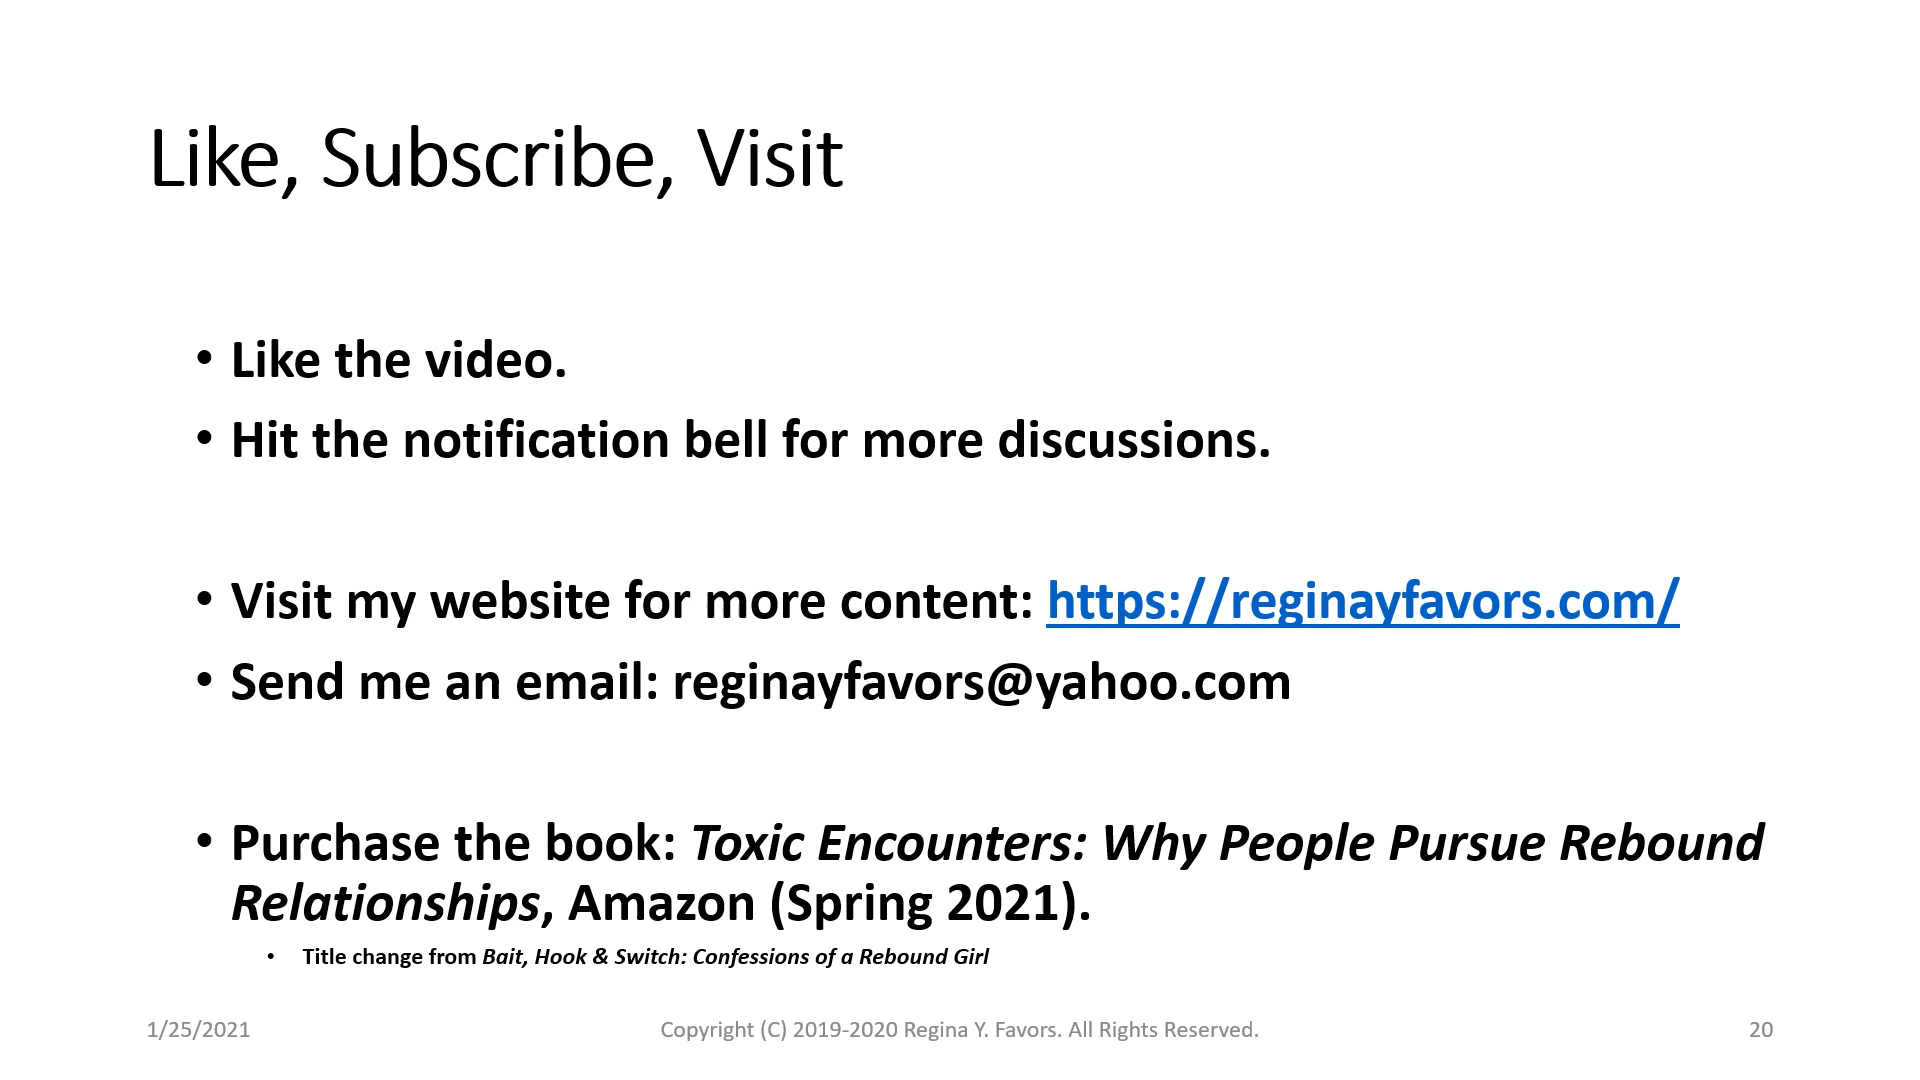 Like, Subscribe, Visit
• Like the video.
• Hit the notification bell for more discussions.
• Visit my website for more content: https://reginayfavors.com/
• Send me an email: reginayfavors@yahoo.com
• Purchase the book: Toxic Encounters: Why People Pursue Rebound
Relationships, Amazon (Spring 2021).
• Title change from Bait, Hook & Switch: Confessions of a Rebound Girl
1/25/2021
Copyright (C) 2019-2020 Regina Y. Favors. All Rights Reserved.
20